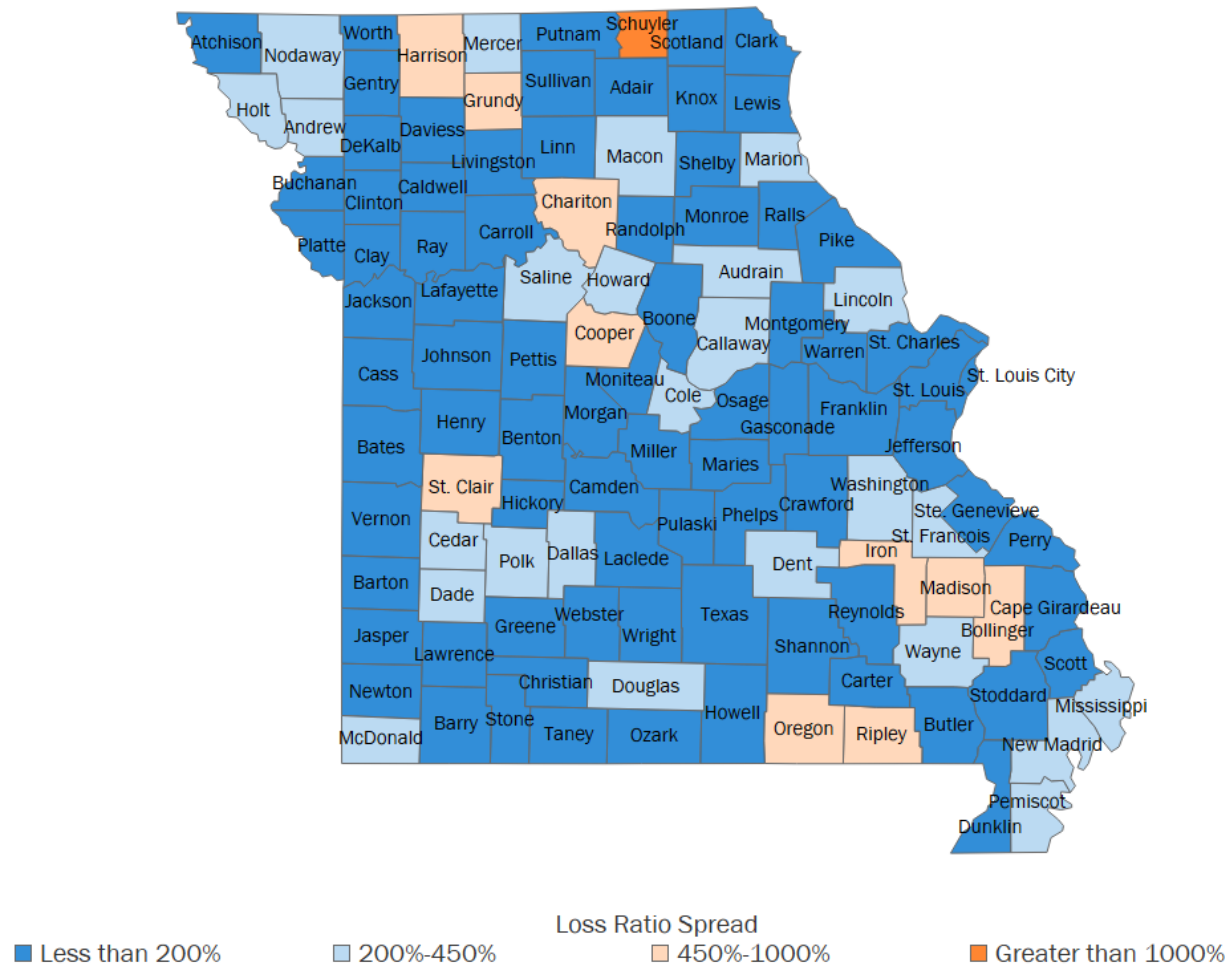 Schuyler
Atchison
Nodaway
Worth
Harrison
Mercer
Putnam
Scotland
Clark
Gentry
Sullivan
Adair
Knox
Lewis
Holt
Grundy
Andrew
DeKalb
Daviess
Livingston
Linn
Macon
Shelby
Marion
Buchanan
Clinton
Caldwell
Chariton
Randolph
Monroe
Ralls
Pike
Platte
Clay
Ray
Carroll
Saline
Howard
Audrain
Jackson
Lafayette
Boone
Callaway
Montgomery
Lincoln
Cooper
Cass
Johnson
Pettis
Moniteau
Cole
Osage
Gasconade
Warren
St. Charles
St. Louis
St. Louis City
Franklin
Jefferson
Bates
Henry
Benton
Morgan
Miller
Maries
St. Clair
Hickory
Camden
Pulaski
Phelps
Crawford
Washington
Ste. Genevieve
St. Francois
Perry
Vernon
Cedar
Polk
Dallas
Laclede
Dent
Iron
Madison
Cape Girardeau
Bollinger
Barton
Dade
Greene
Webster
Wright
Texas
Shannon
Reynolds
Wayne
Scott
Jasper
Lawrence
Christian
Douglas
Howell
Carter
Stoddard
Mississippi
Newton
McDonald
Barry
Stone
Taney
Ozark
Oregon
Ripley
Butler
New Madrid
Pemiscot
Dunklin
Loss Ratio Spread
Less than 200%
200%-450%
450%-1000%
Greater than 1000%